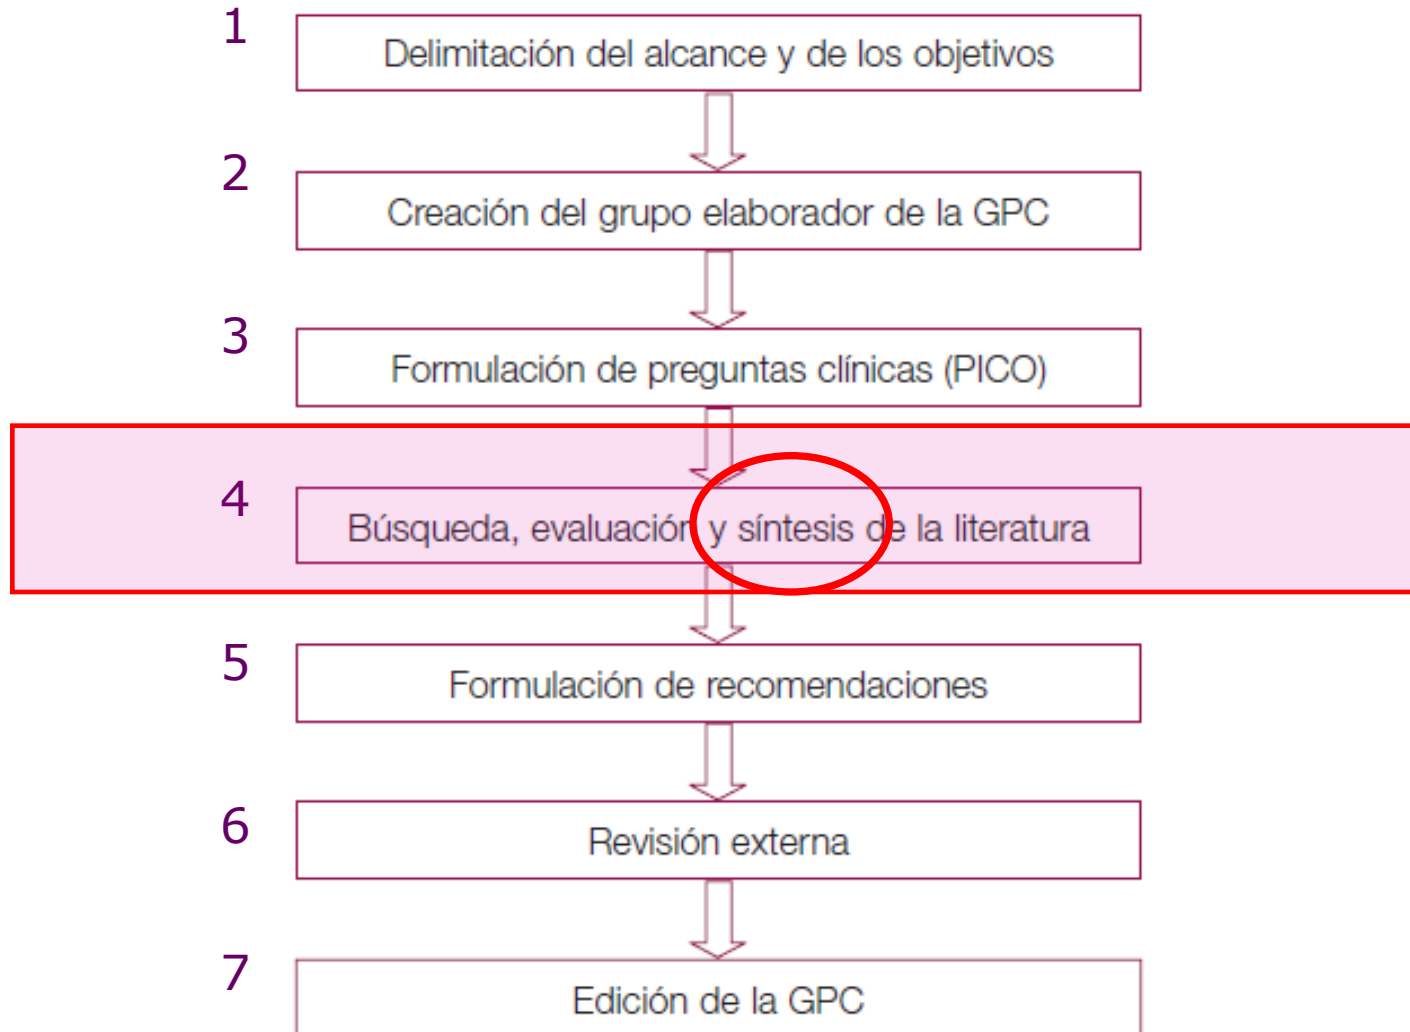 1
Delimitación del alcance y de los objetivos
2
Creación del grupo elaborador de la GPC
3
Formulación de preguntas clínicas (PICO)
4
Búsqueda, evaluación y síntesis de la literatura
5
Formulación de recomendaciones
6
Revisión externa
7
Edición de la GPC